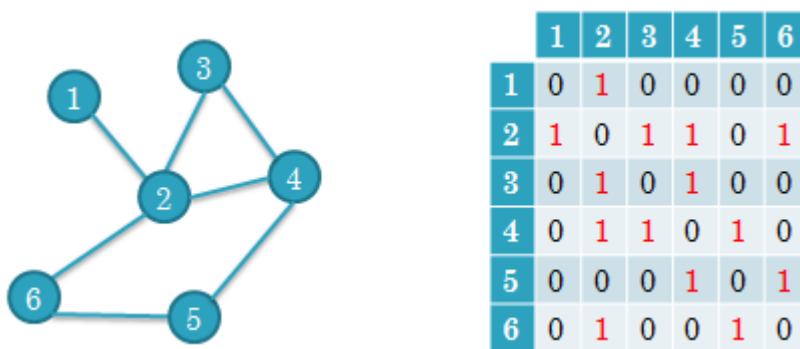 1
3
2
4
6
5
1 2 3 4 5 6
1 0 1 0 0 0 0
2 1 0 1 1 0 1
3 0 1 0 1 0 0
4 0 1 1 0 1 0
5 0 0 0 1 0 1
6 0 1 0 0 1 0